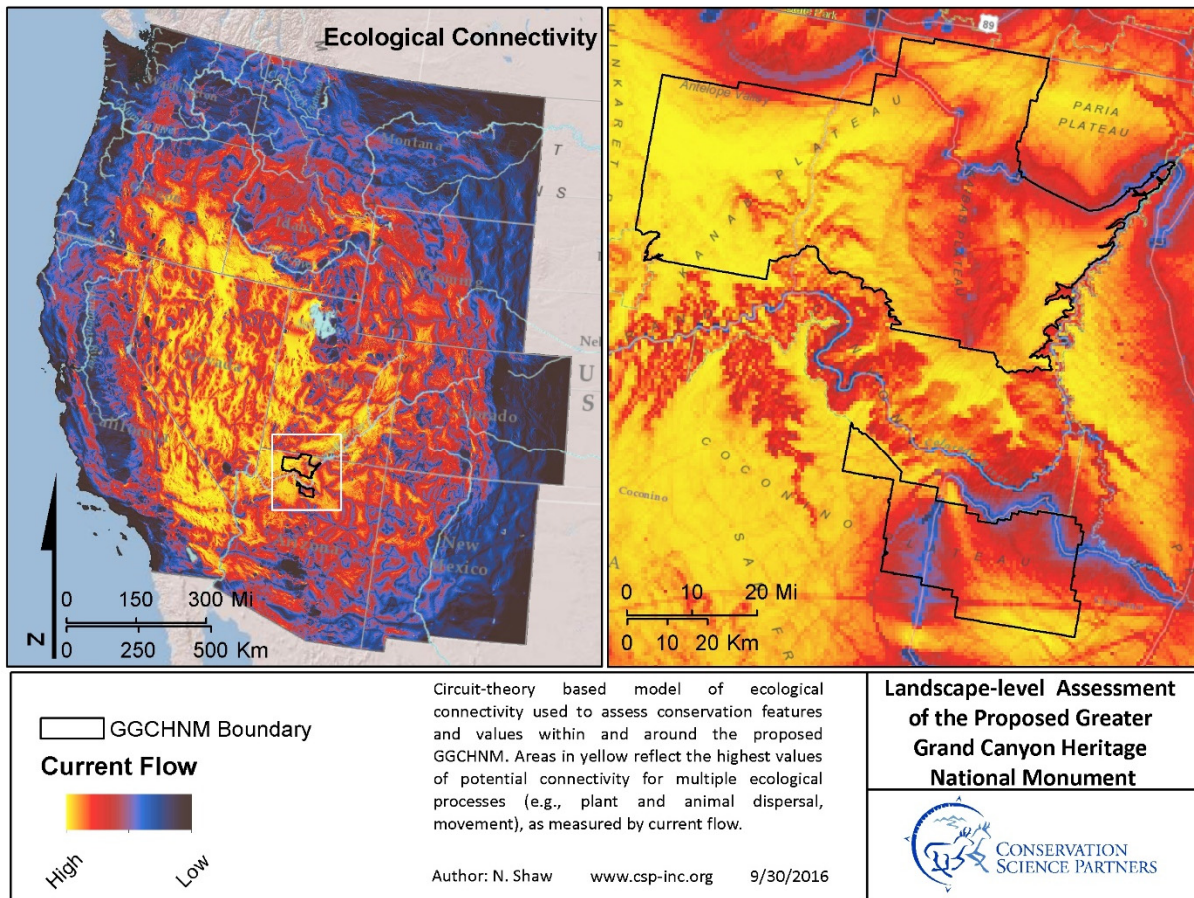 Ecological Connectivity
Montana
Idaho
Nevada
California
Colorado
Arizona
New
Mexico
U
S
0 150 300 Mi
0 250 500 Km
N
89
Antelope Valley
PARIA
PLATEAU
KANAB PLATEAU
COCONINO
Coconino
PLATEAU
0 10 20 Mi
0 10 20 Km
GGCHNM Boundary
Current Flow
High
Low
Circuit-theory based model of ecological
connectivity used to assess conservation features
and values within and around the proposed
GGCHNM. Areas in yellow reflect the highest values
of potential connectivity for multiple ecological
processes (e.g., plant and animal dispersal,
movement), as measured by current flow.
Author: N. Shaw www.csp-inc.org 9/30/2016
Landscape-level Assessment
of the Proposed Greater
Grand Canyon Heritage
National Monument
CONSERVATION
SCIENCE PARTNERS